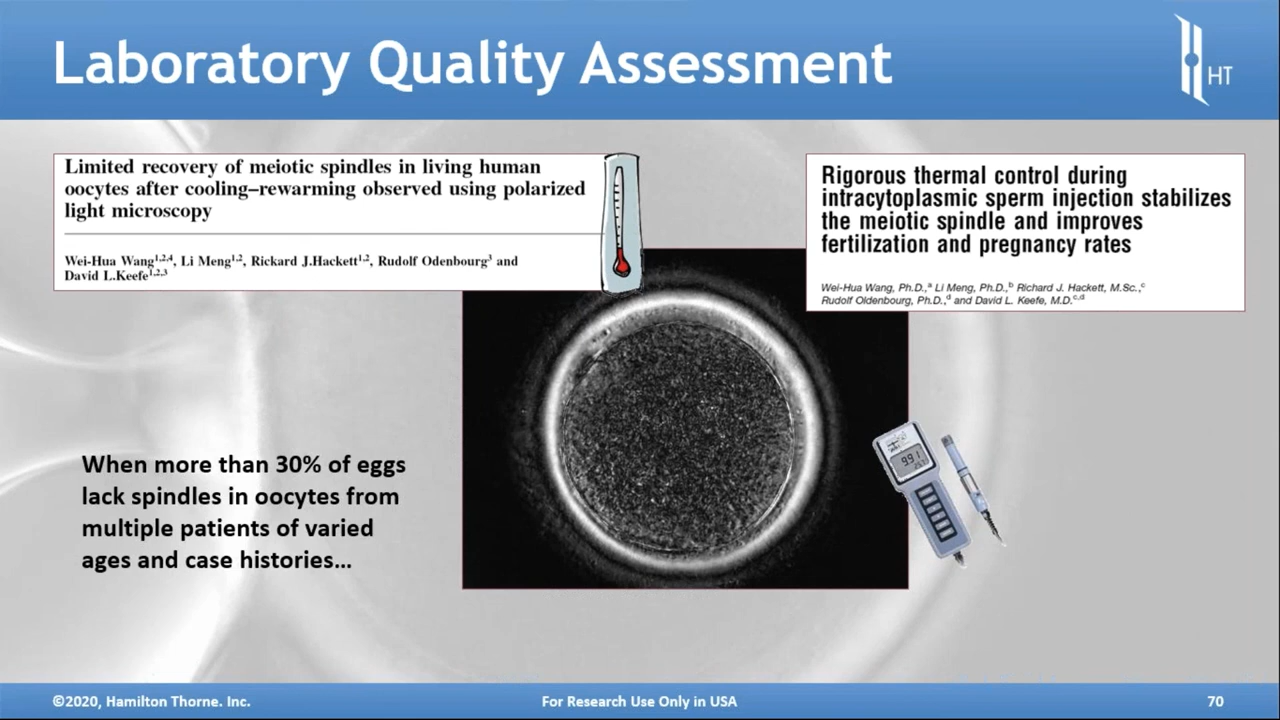 Laboratory Quality Assessment
HT
Limited recovery of meiotic spindles in living human
oocytes after cooling–rewarming observed using polarized
light microscopy
Wei-Hua Wang1,2,4, Li Meng1,2, Rickard J.Hackett1,2, Rudolf Odenbourg3 and
David L.Keefe1,2,3
Rigorous thermal control during
intracytoplasmic sperm injection stabilizes
the meiotic spindle and improves
fertilization and pregnancy rates
Wei-Hua Wang, Ph.D.,a Li Meng, Ph.D.,b Richard J. Hackett, M.Sc.,c
Rudolf Oldenbourg, Ph.D.,d and David L. Keefe, M.D.c,d
When more than 30% of eggs
lack spindles in oocytes from
multiple patients of varied
ages and case histories…
99.1
©2020, Hamilton Thorne. Inc.
For Research Use Only in USA
70